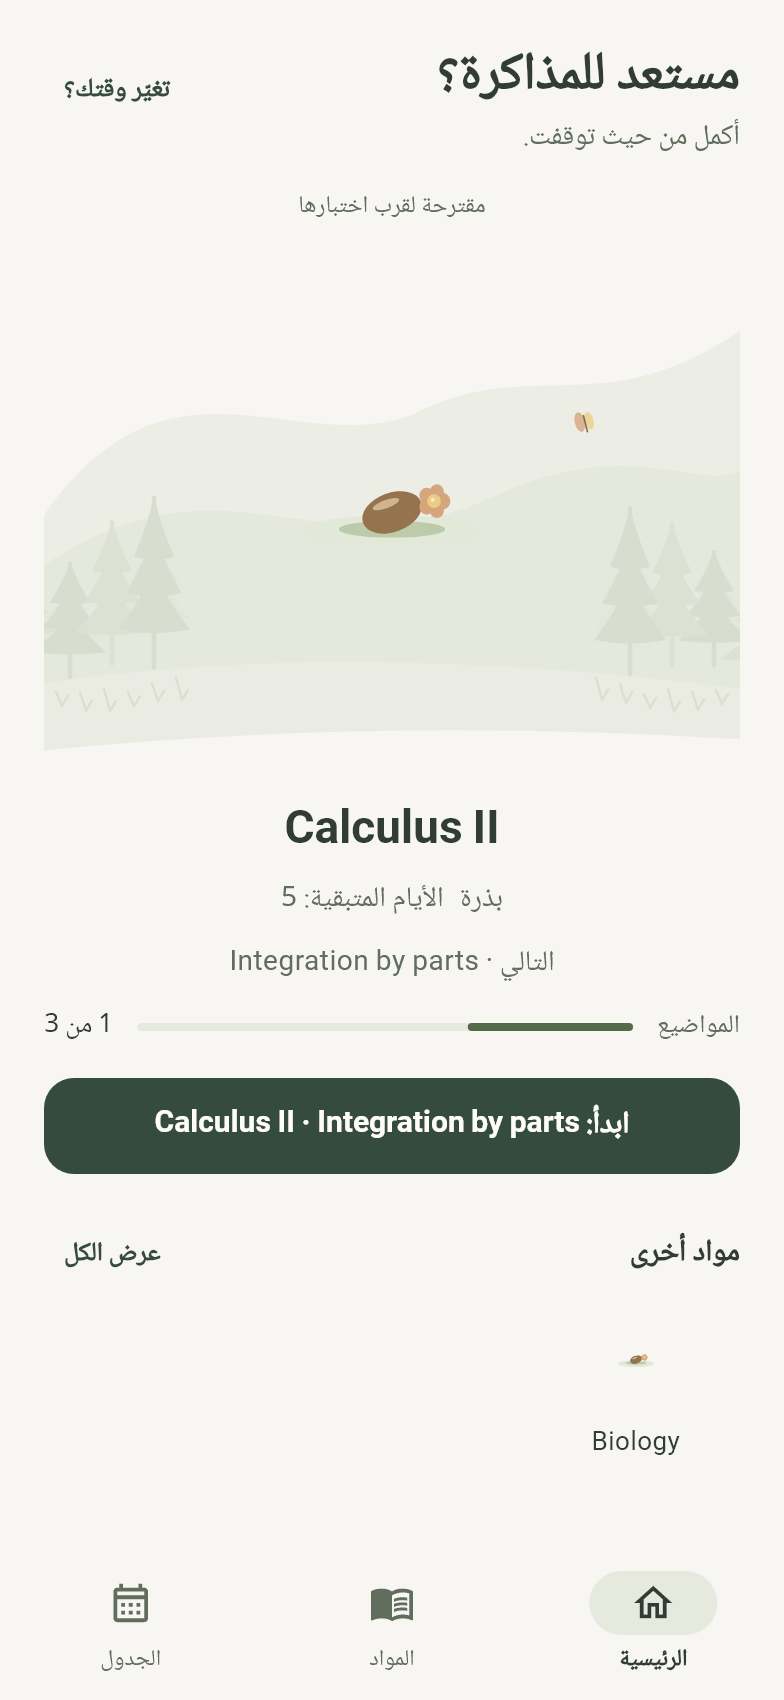 مستعد للمذاكرة؟
تغيّر وقتك؟
أكمل من حيث توقفت.
مقترحة لقرب اختبارها
Calculus II
بذرة الأيام المتبقية: 5
التالي · Integration by parts
المواضيع
1 من 3
ابدأ: Calculus II · Integration by parts
مواد أخرى
عرض الكل
Biology
الرئيسية
المواد
الجدول